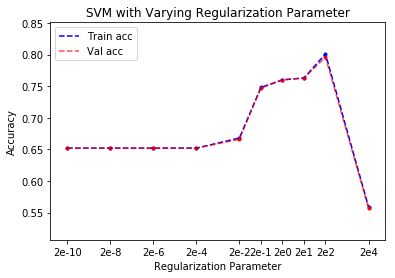 SVM with Varying Regularization Parameter
0.85
0.80
0.75
0.70
0.65
0.60
0.55
Accuracy
Train acc
Val acc
2e-10 2e-8 2e-6 2e-4 2e-2 2e-1 2e0 2e1 2e2 2e4
Regularization Parameter